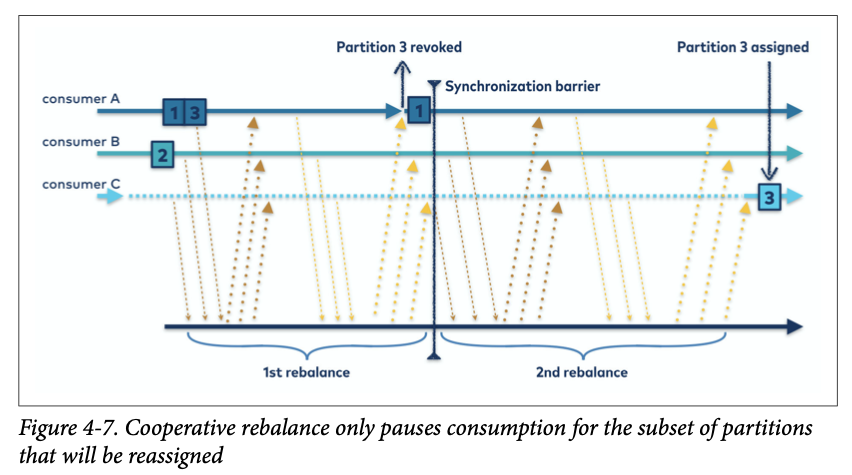 Partition 3 revoked
Partition 3 assigned
Synchronization barrier
consumer A
1 3
1
consumer B
2
consumer C
3
1st rebalance
2nd rebalance
Figure 4-7. Cooperative rebalance only pauses consumption for the subset of partitions
that will be reassigned